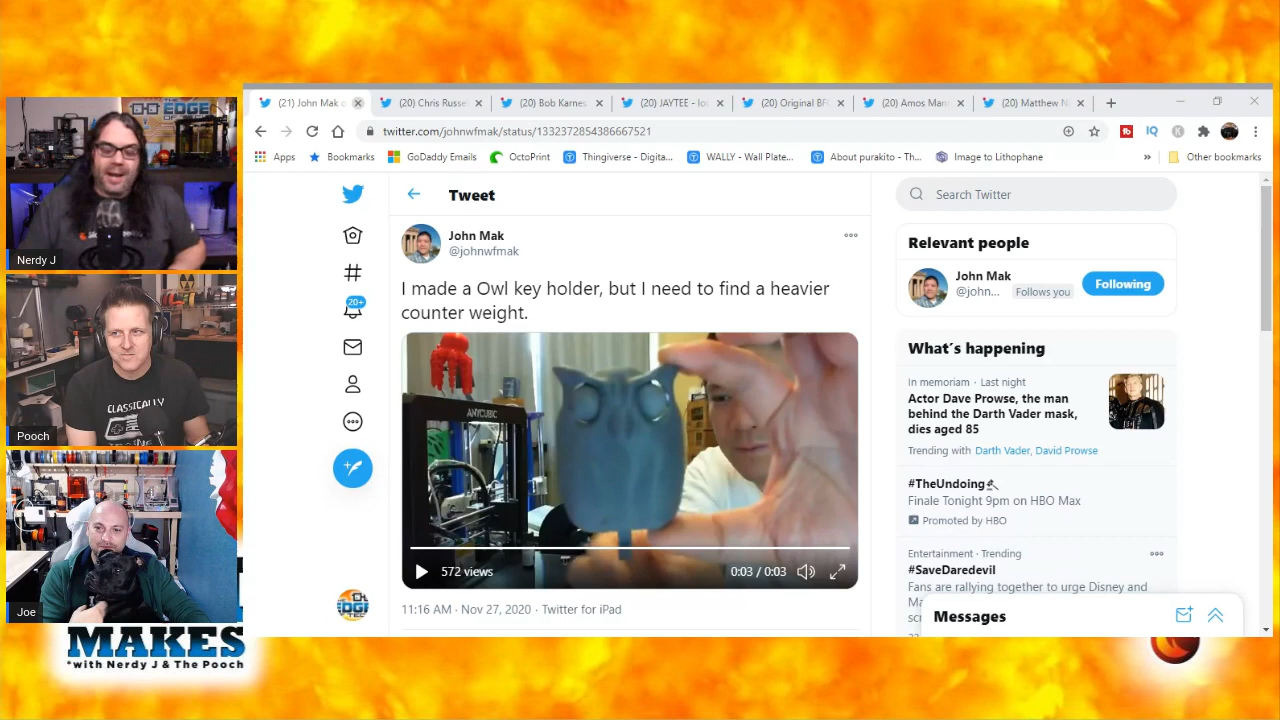 (21) John Mak o
(20) Chris Russe
(20) Bob Karnes
(20) JAYTEE - Io
(20) Original BF
(20) Amos Man
(20) Matthew N
twitter.com/johnwfmak/status/1332372854386667521
Apps
Bookmarks
GoDaddy Emails
OctoPrint
Thingiverse - Digita...
WALLY - Wall Plate...
About purakito - Th...
Image to Lithophane
»
Other bookmarks
IQ
K
EDGE
Nerdy J
CLASSICALLY
Pooch
Joe
MAKES
*with Nerdy J & The Pooch
20+
Tweet
John Mak
@johnwfmak
I made a Owl key holder, but I need to find a heavier
counter weight.
ANYCUBIC
572 views
0:03 / 0:03
11:16 AM · Nov 27, 2020 · Twitter for iPad
Search Twitter
Relevant people
John Mak
@john...
Follows you
Following
What's happening
In memoriam · Last night
Actor Dave Prowse, the man
behind the Darth Vader mask,
dies aged 85
Trending with Darth Vader, David Prowse
#TheUndoing
Finale Tonight 9pm on HBO Max
Promoted by HBO
Entertainment · Trending
#SaveDaredevil
Fans are rallying together to urge Disney and
Messages